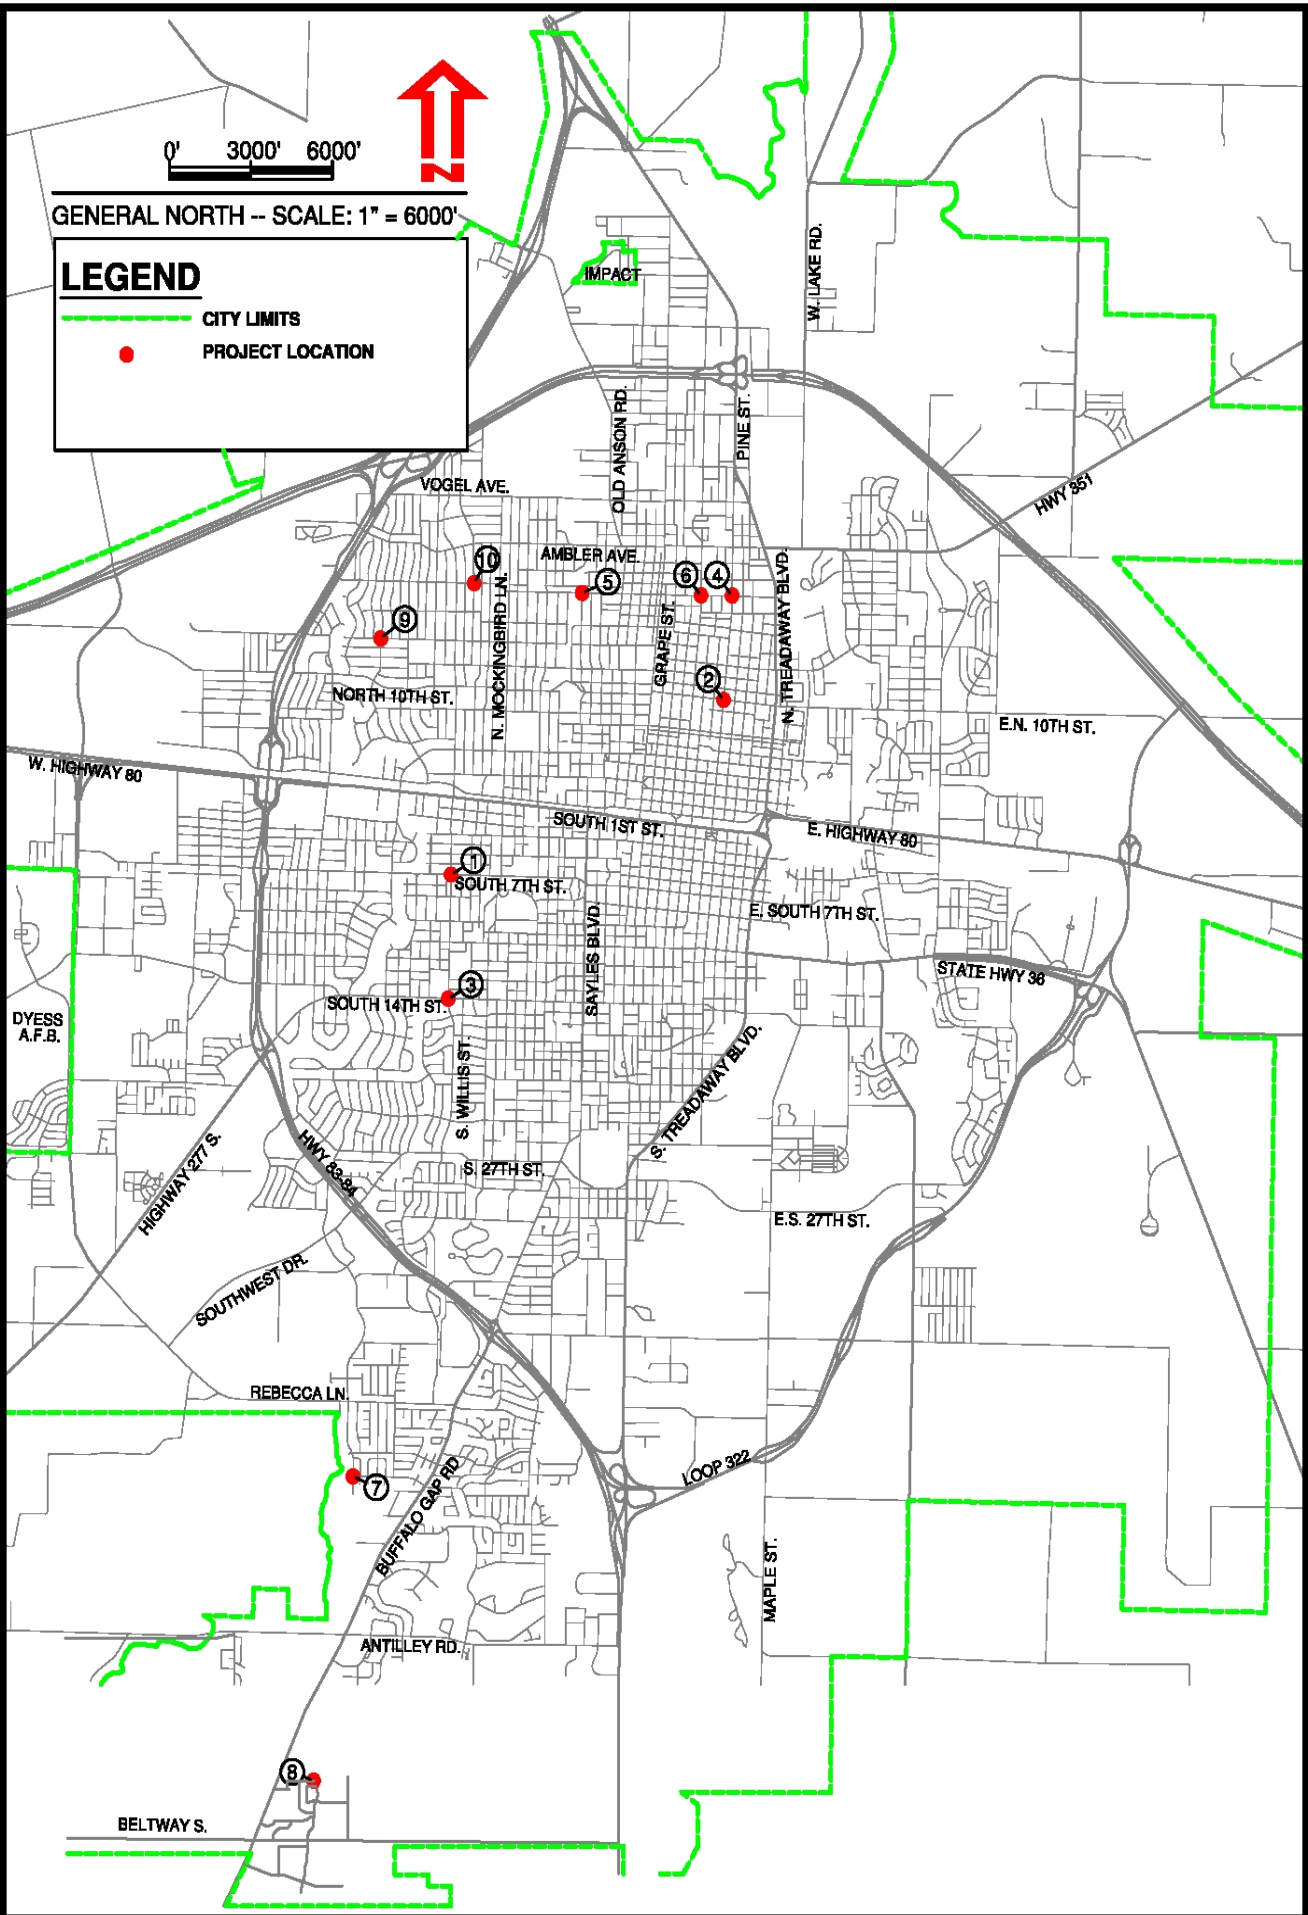 0' 3000' 6000'
N
GENERAL NORTH -- SCALE: 1" = 6000'
LEGEND
CITY LIMITS
PROJECT LOCATION
IMPACT
W. LAKE RD.
OLD ANSON RD.
PINE ST.
VOGEL AVE.
HWY 351
AMBLER AVE.
10
5
6
4
9
N. MOCKINGBIRD LN.
GRAPE ST.
N. TREADAWAY BLVD.
2
NORTH 10TH ST.
E.N. 10TH ST.
W. HIGHWAY 80
SOUTH 1ST ST.
E. HIGHWAY 80
1
SOUTH 7TH ST.
E. SOUTH 7TH ST.
SAYLES BLVD.
STATE HWY 36
3
SOUTH 14TH ST.
DYESS
A.F.B.
S. WILLIS ST.
S. TREADAWAY BLVD.
HIGHWAY 277 S.
HWY 83-84
S. 27TH ST.
E.S. 27TH ST.
SOUTHWEST DR.
REBECCA LN.
7
BUFFALO GAP RD
LOOP 322
MAPLE ST.
ANTILLEY RD.
8
BELTWAY S.